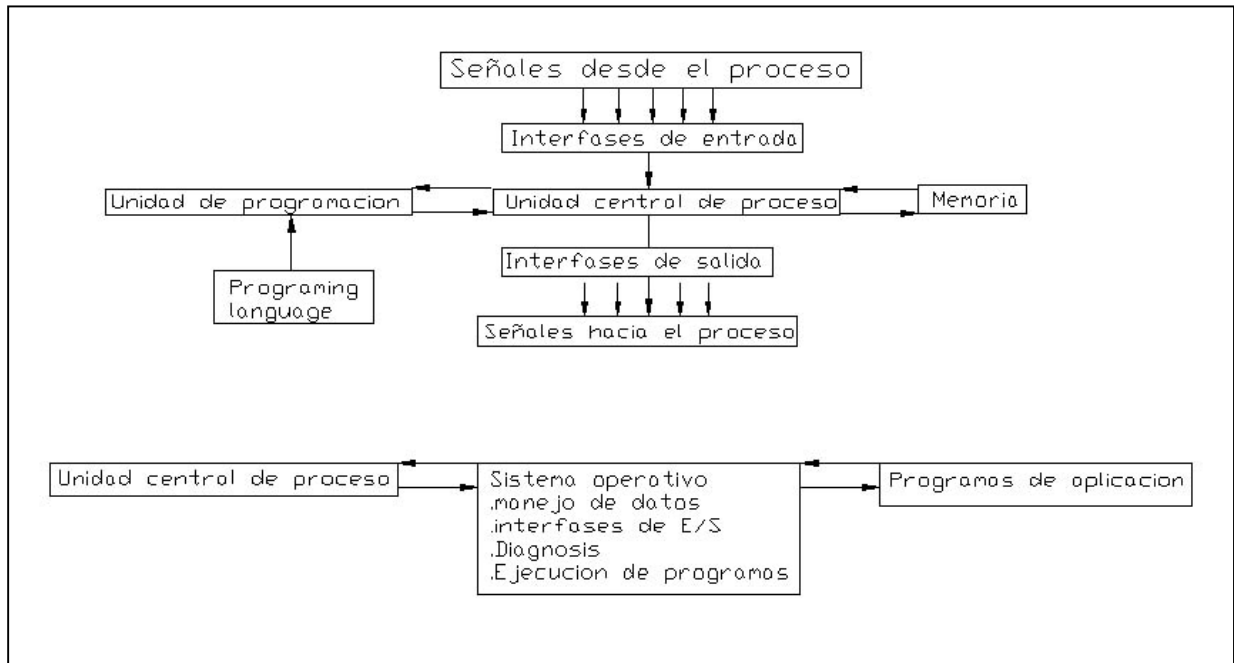 Señales desde el proceso
Interfases de entrada
Unidad de programacion
Unidad central de proceso
Memoria
Interfases de salida
Programing
language
Señales hacia el proceso
Unidad central de proceso
Sistema operativo
.manejo de datos
.interfases de E/S
.Diagnosis
.Ejecucion de programas
Programas de aplicacion